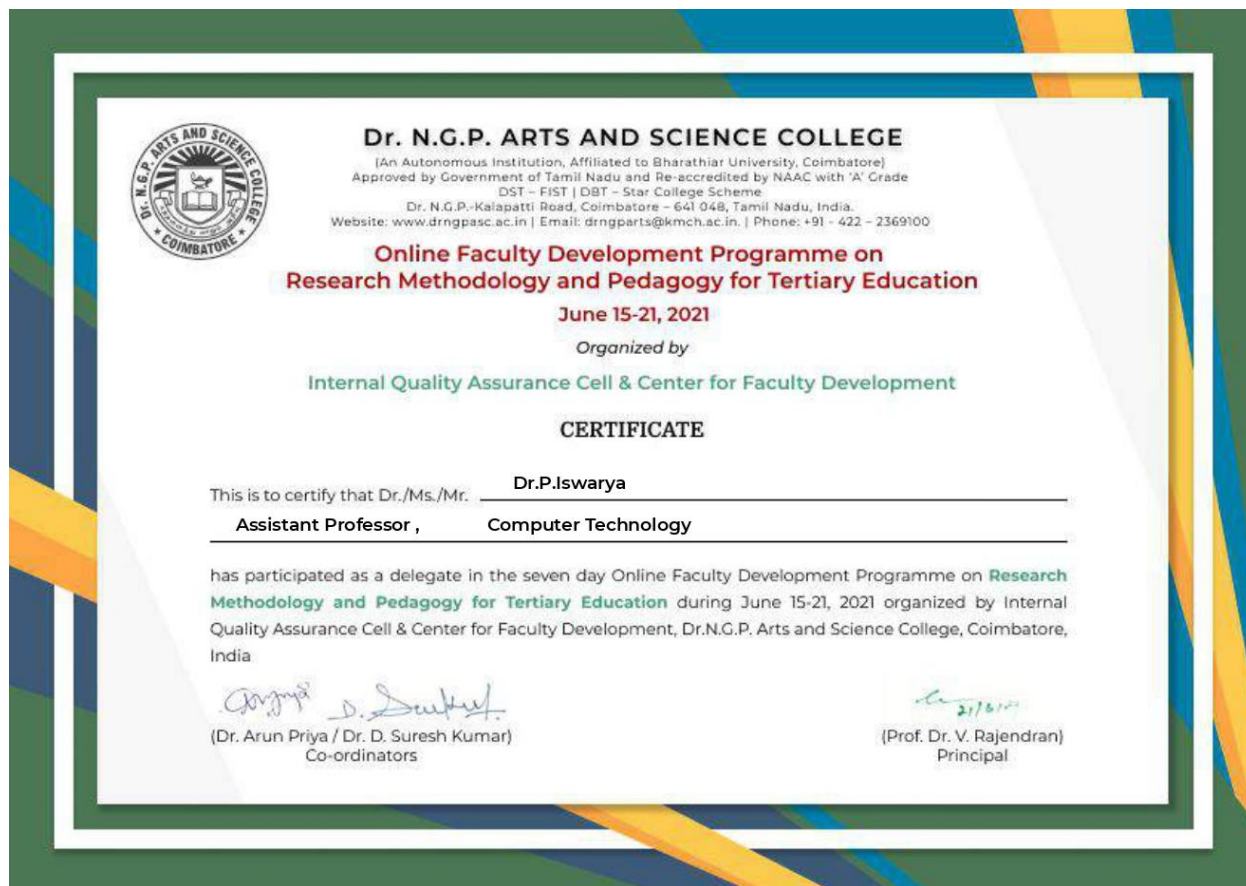 Dr. N.G.P. ARTS AND SCIENCE COLLEGE
COIMBATORE
Dr. N.G.P. ARTS AND SCIENCE COLLEGE
(An Autonomous Institution, Affiliated to Bharathiar University, Coimbatore)
Approved by Government of Tamil Nadu and Re-accredited by NAAC with 'A' Grade
DST – FIST | DBT – Star College Scheme
Dr. N.G.P.-Kalapatti Road, Coimbatore – 641 048, Tamil Nadu, India.
Website: www.drngpasc.ac.in | Email: drngparts@kmch.ac.in. | Phone: +91 - 422 – 2369100
Online Faculty Development Programme on
Research Methodology and Pedagogy for Tertiary Education
June 15-21, 2021
Organized by
Internal Quality Assurance Cell & Center for Faculty Development
CERTIFICATE
This is to certify that Dr./Ms./Mr. Dr.P.Iswarya
Assistant Professor , Computer Technology
has participated as a delegate in the seven day Online Faculty Development Programme on Research
Methodology and Pedagogy for Tertiary Education during June 15-21, 2021 organized by Internal
Quality Assurance Cell & Center for Faculty Development, Dr.N.G.P. Arts and Science College, Coimbatore,
India
(Dr. Arun Priya / Dr. D. Suresh Kumar) (Prof. Dr. V. Rajendran)
Co-ordinators Principal